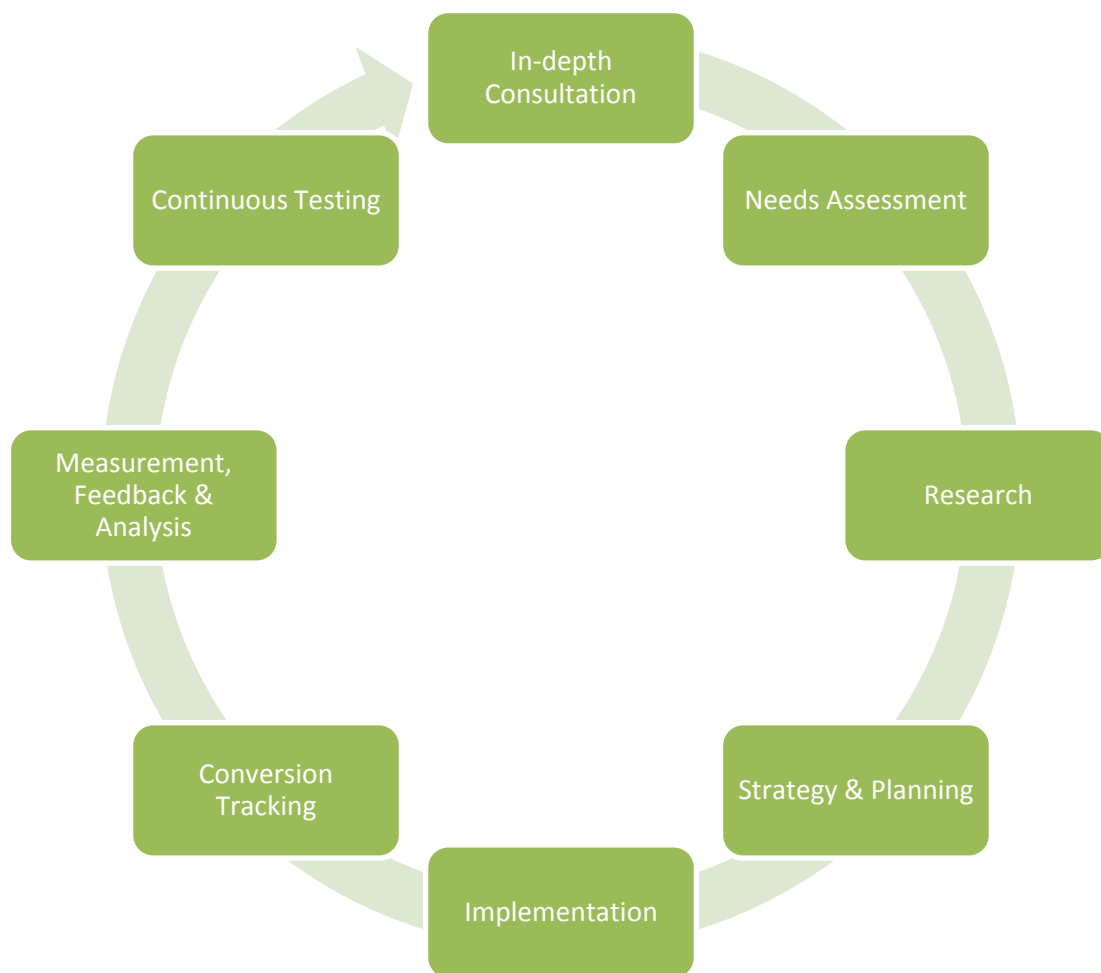 In-depth
Consultation
Needs Assessment
Research
Strategy & Planning
Implementation
Conversion
Tracking
Measurement,
Feedback &
Analysis
Continuous Testing